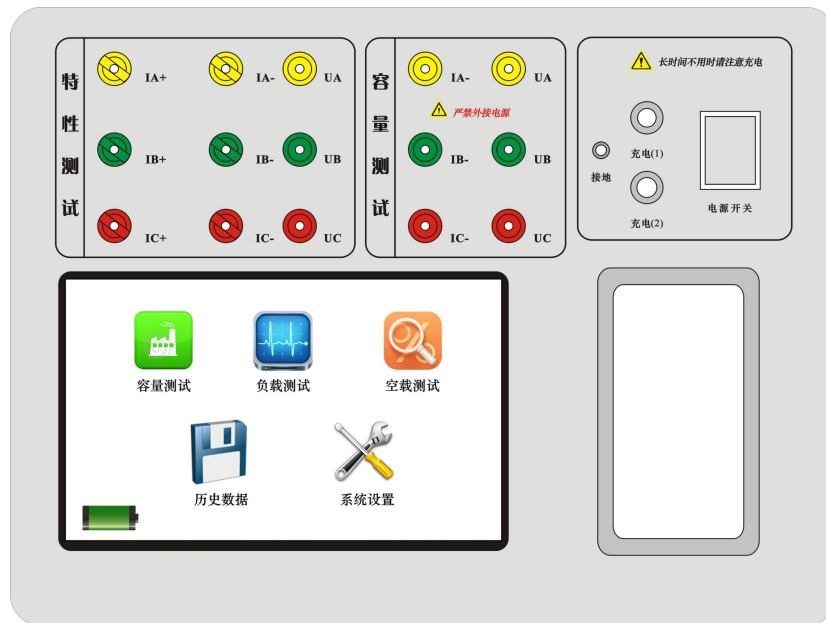 特性测试
IA+
IA-
UA
IB+
IB-
UB
IC+
IC-
UC
容量测试
IA-
UA
严禁外接电源
IB-
UB
IC-
UC
长时间不用时请注意充电
接地
充电(1)
充电(2)
电源开关
容量测试
负载测试
空载测试
历史数据
系统设置